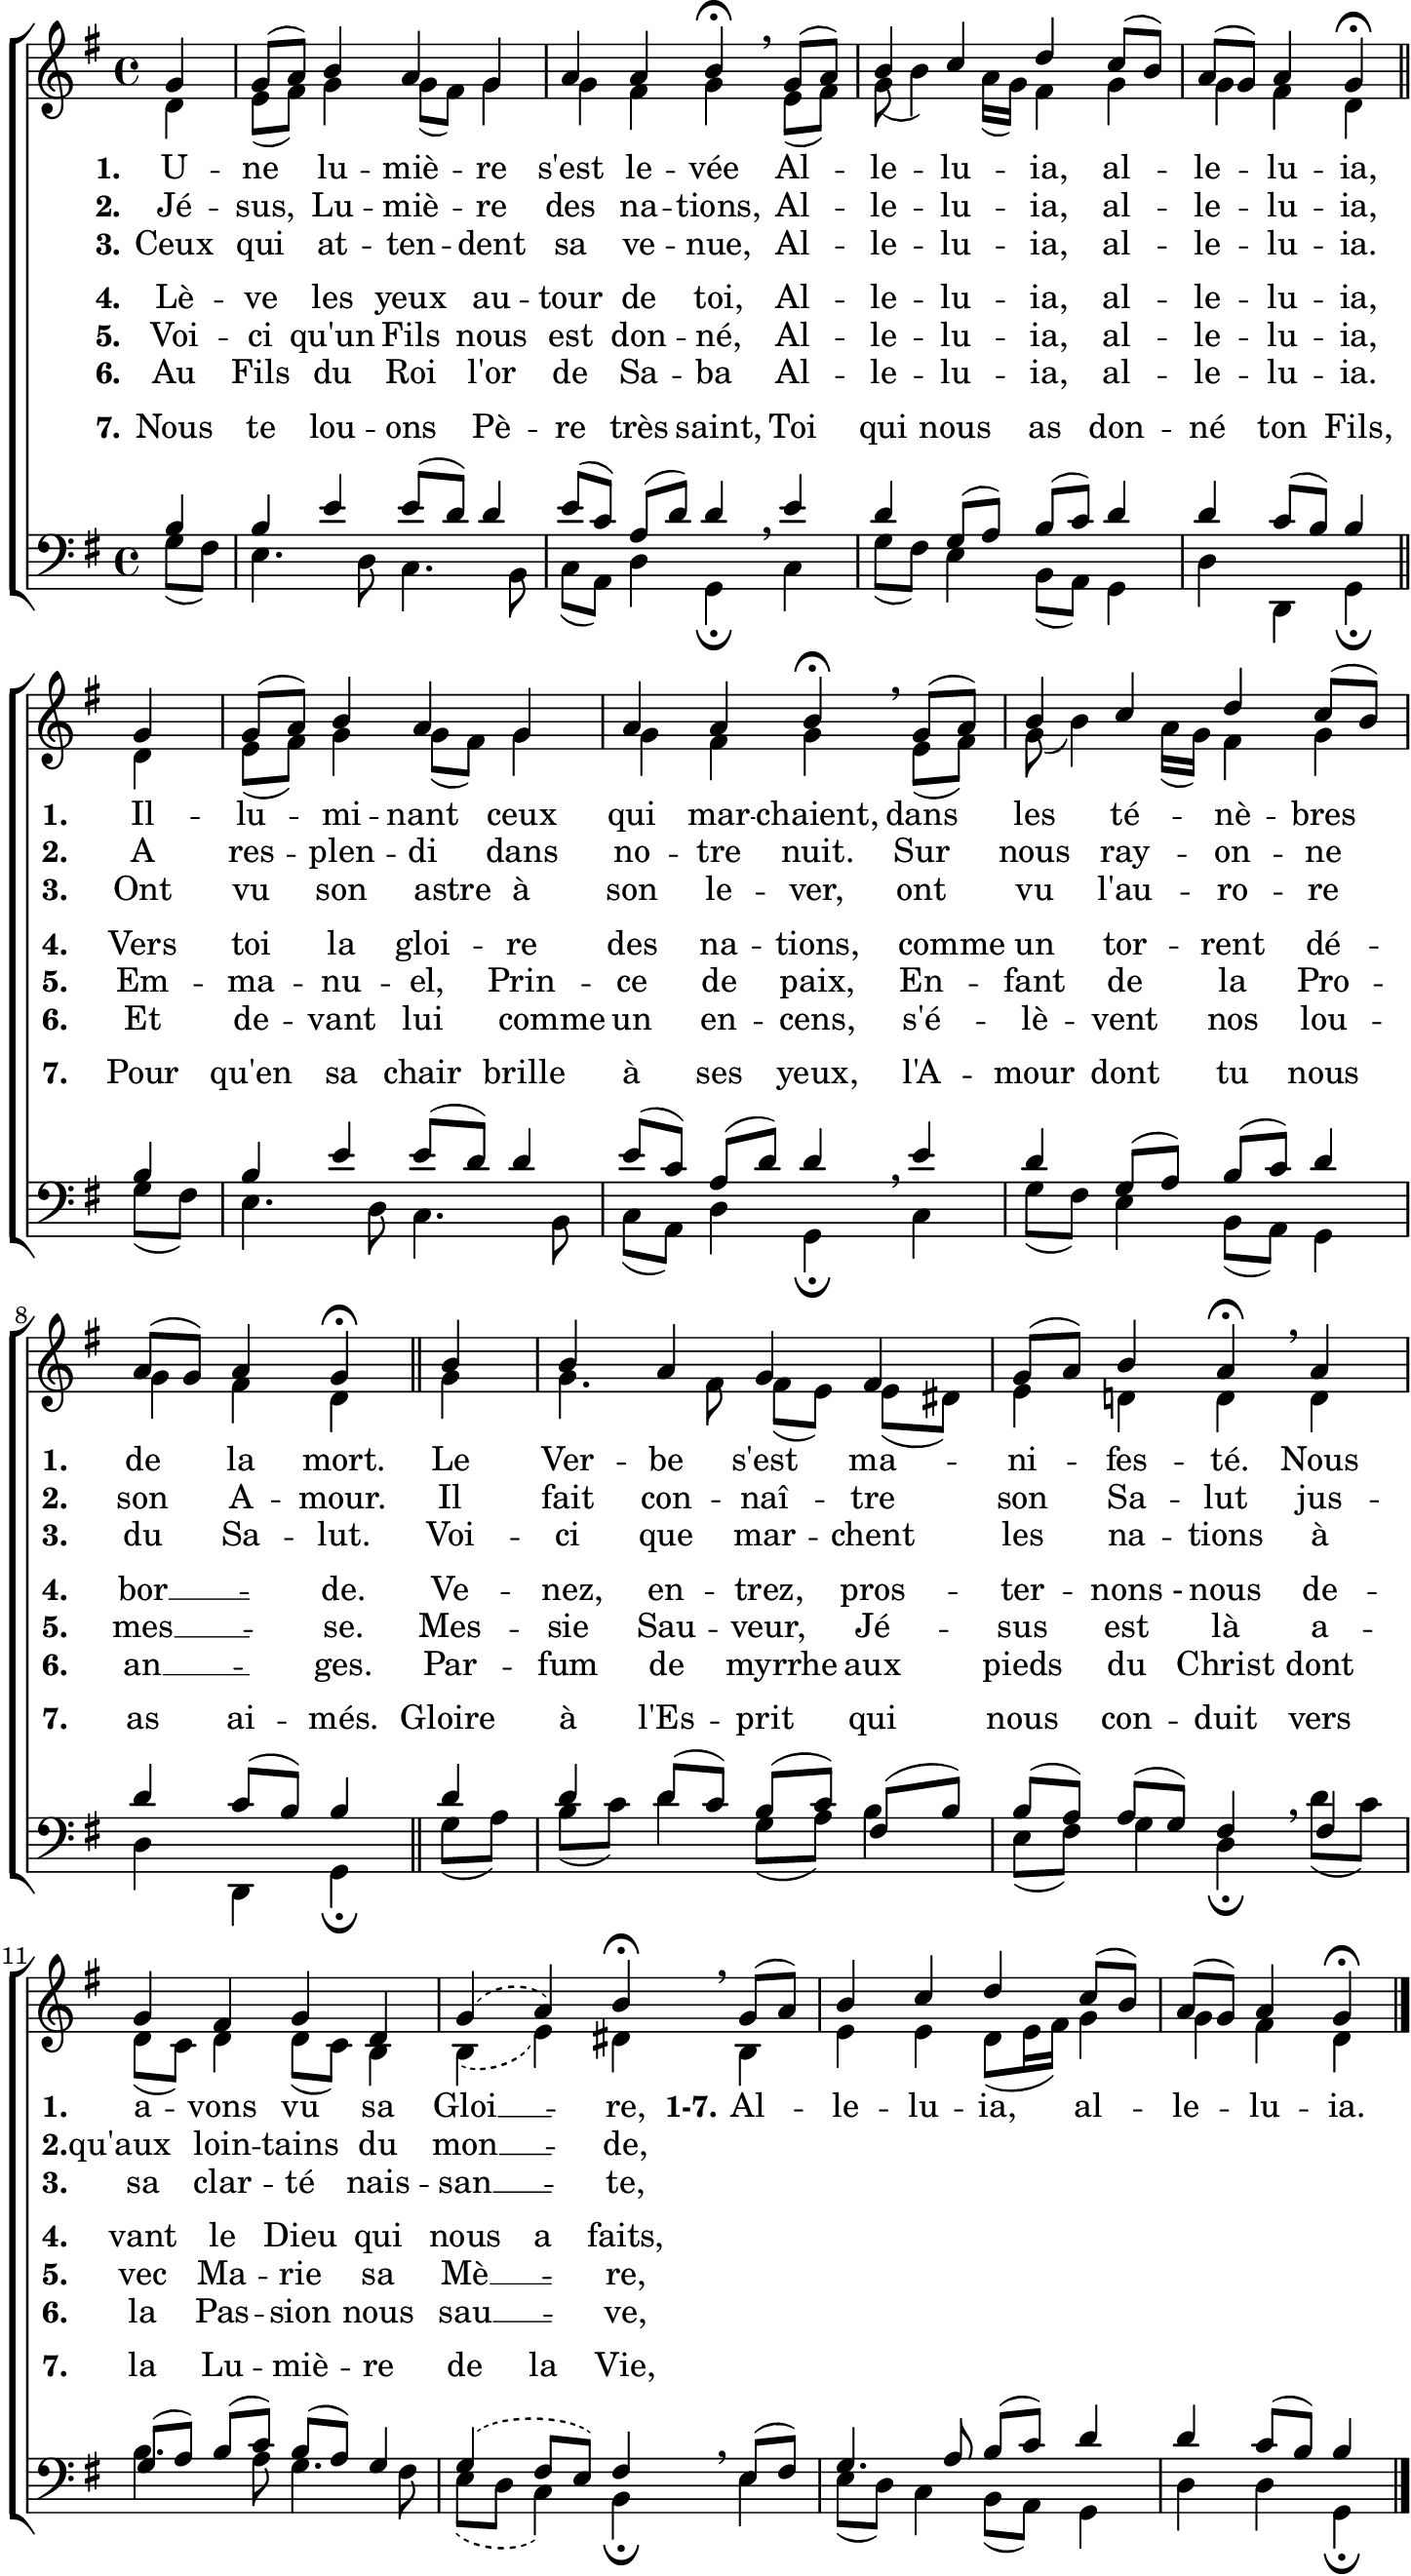 1. U -- ne lu -- miè -- re s'est le -- vée Al -- le -- lu -- ia, al -- le -- lu -- ia,
2. Jé -- sus, Lu -- miè -- re des na -- tions, Al -- le -- lu -- ia, al -- le -- lu -- ia,
3. Ceux qui at -- ten -- dent sa ve -- nue, Al -- le -- lu -- ia, al -- le -- lu -- ia.
4. Lè -- ve les yeux au -- tour de toi, Al -- le -- lu -- ia, al -- le -- lu -- ia,
5. Voi -- ci qu'un Fils nous est don -- né, Al -- le -- lu -- ia, al -- le -- lu -- ia,
6. Au Fils du Roi l'or de Sa -- ba Al -- le -- lu -- ia, al -- le -- lu -- ia.
7. Nous te lou -- ons Pè -- re très saint, Toi qui nous as don -- né ton Fils,
1. Il -- lu -- mi -- nant ceux qui mar -- chaient, dans les té -- nè -- bres
2. A res -- plen -- di dans no -- tre nuit. Sur nous ray -- on -- ne
3. Ont vu son astre à son le -- ver, ont vu l'au -- ro -- re
4. Vers toi la gloi -- re des na -- tions, comme un tor -- rent dé --
5. Em -- ma -- nu -- el, Prin -- ce de paix, En -- fant de la Pro --
6. Et de -- vant lui comme un en -- cens, s'é -- lè -- vent nos lou --
7. Pour qu'en sa chair brille à ses yeux, l'A -- mour dont tu nous
8
1. de la mort. Le Ver -- be s'est ma -- ni -- fes -- té. Nous
2. son A -- mour. Il fait con -- naî -- tre son Sa -- lut jus --
3. du Sa -- lut. Voi -- ci que mar -- chent les na -- tions à
4. bor __ -- de. Ve -- nez, en -- trez, pros -- ter -- nons - nous de --
5. mes __ -- se. Mes -- sie Sau -- veur, Jé -- sus est là a --
6. an __ -- ges. Par -- fum de myrrhe aux pieds du Christ dont
7. as ai -- més. Gloire à l'Es -- prit qui nous con -- duit vers
11
1. a -- vons vu sa Gloi __ -- re, 1-7. Al -- le -- lu -- ia, al -- le -- lu -- ia.
2. qu'aux loin -- tains du mon __ -- de,
3. sa clar -- té nais -- san __ -- te,
4. vant le Dieu qui nous a faits,
5. vec Ma -- rie sa Mè __ -- re,
6. la Pas -- sion nous sau __ -- ve,
7. la Lu -- miè -- re de la Vie,